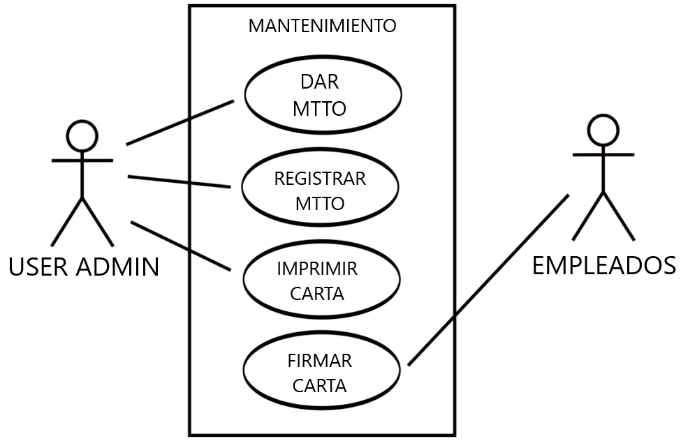 MANTENIMIENTO
DAR
MTTO
REGISTRAR
MTTO
IMPRIMIR
CARTA
FIRMAR
CARTA
USER ADMIN
EMPLEADOS